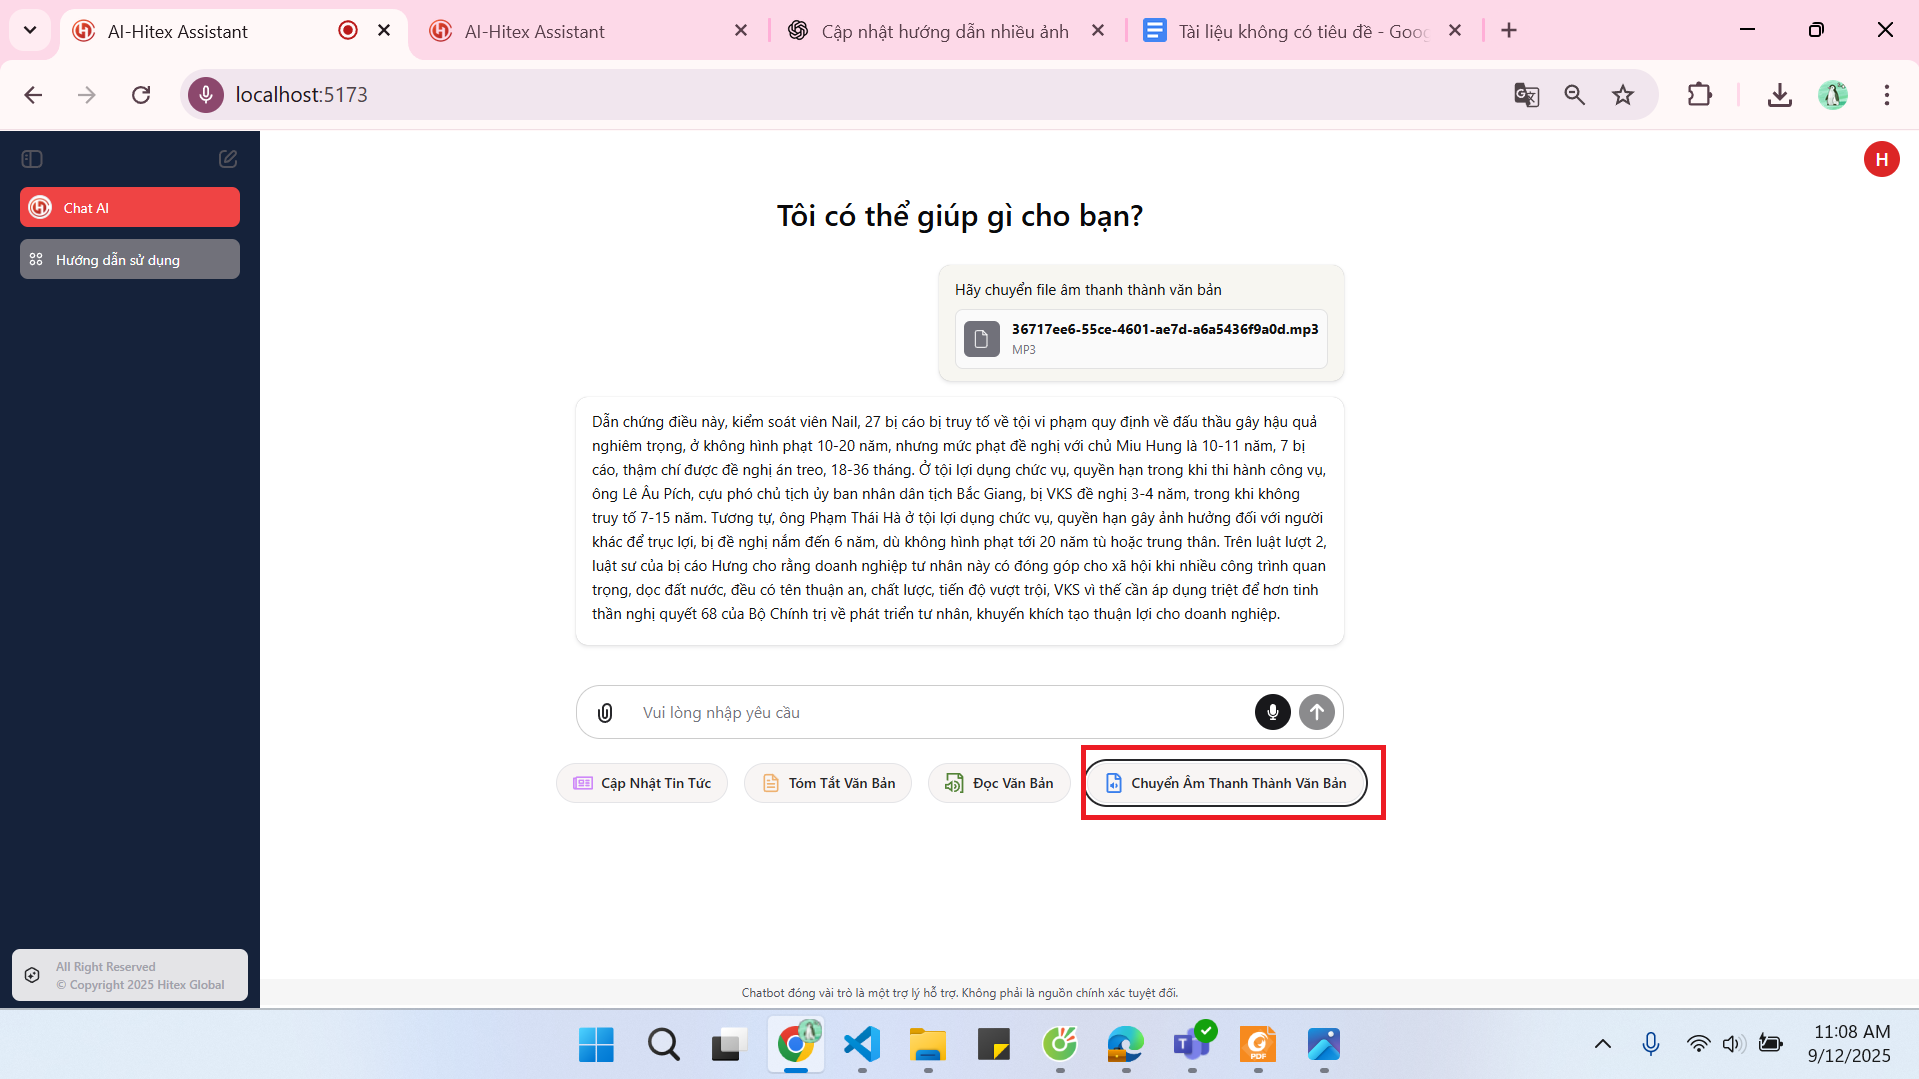 AI-Hitex Assistant
AI-Hitex Assistant
Cập nhật hướng dẫn nhiều ảnh
Tài liệu không có tiêu đề - Goog
localhost:5173
H
Chat AI
Hướng dẫn sử dụng
Tôi có thể giúp gì cho bạn?
Hãy chuyển file âm thanh thành văn bản
36717ee6-55ce-4601-ae7d-a6a5436f9a0d.mp3
MP3
Dẫn chứng điều này, kiểm soát viên Nail, 27 bị cáo bị truy tố về tội vi phạm quy định về đấu thầu gây hậu quả
nghiêm trọng, ở không hình phạt 10-20 năm, nhưng mức phạt đề nghị với chủ Miu Hung là 10-11 năm, 7 bị
cáo, thậm chí được đề nghị án treo, 18-36 tháng. Ở tội lợi dụng chức vụ, quyền hạn trong khi thi hành công vụ,
ông Lê Âu Pích, cựu phó chủ tịch ủy ban nhân dân tịch Bắc Giang, bị VKS đề nghị 3-4 năm, trong khi không
truy tố 7-15 năm. Tương tự, ông Phạm Thái Hà ở tội lợi dụng chức vụ, quyền hạn gây ảnh hưởng đối với người
khác để trục lợi, bị đề nghị nắm đến 6 năm, dù không hình phạt tới 20 năm tù hoặc trung thân. Trên luật lượt 2,
luật sư của bị cáo Hưng cho rằng doanh nghiệp tư nhân này có đóng góp cho xã hội khi nhiều công trình quan
trọng, dọc đất nước, đều có tên thuận an, chất lược, tiến độ vượt trội, VKS vì thế cần áp dụng triệt để hơn tinh
thần nghị quyết 68 của Bộ Chính trị về phát triển tư nhân, khuyến khích tạo thuận lợi cho doanh nghiệp.
Vui lòng nhập yêu cầu
Cập Nhật Tin Tức
Tóm Tắt Văn Bản
Đọc Văn Bản
Chuyển Âm Thanh Thành Văn Bản
All Right Reserved
© Copyright 2025 Hitex Global
Chatbot đóng vài trò là một trợ lý hỗ trợ. Không phải là nguồn chính xác tuyệt đối.
PDF
11:08 AM
9/12/2025